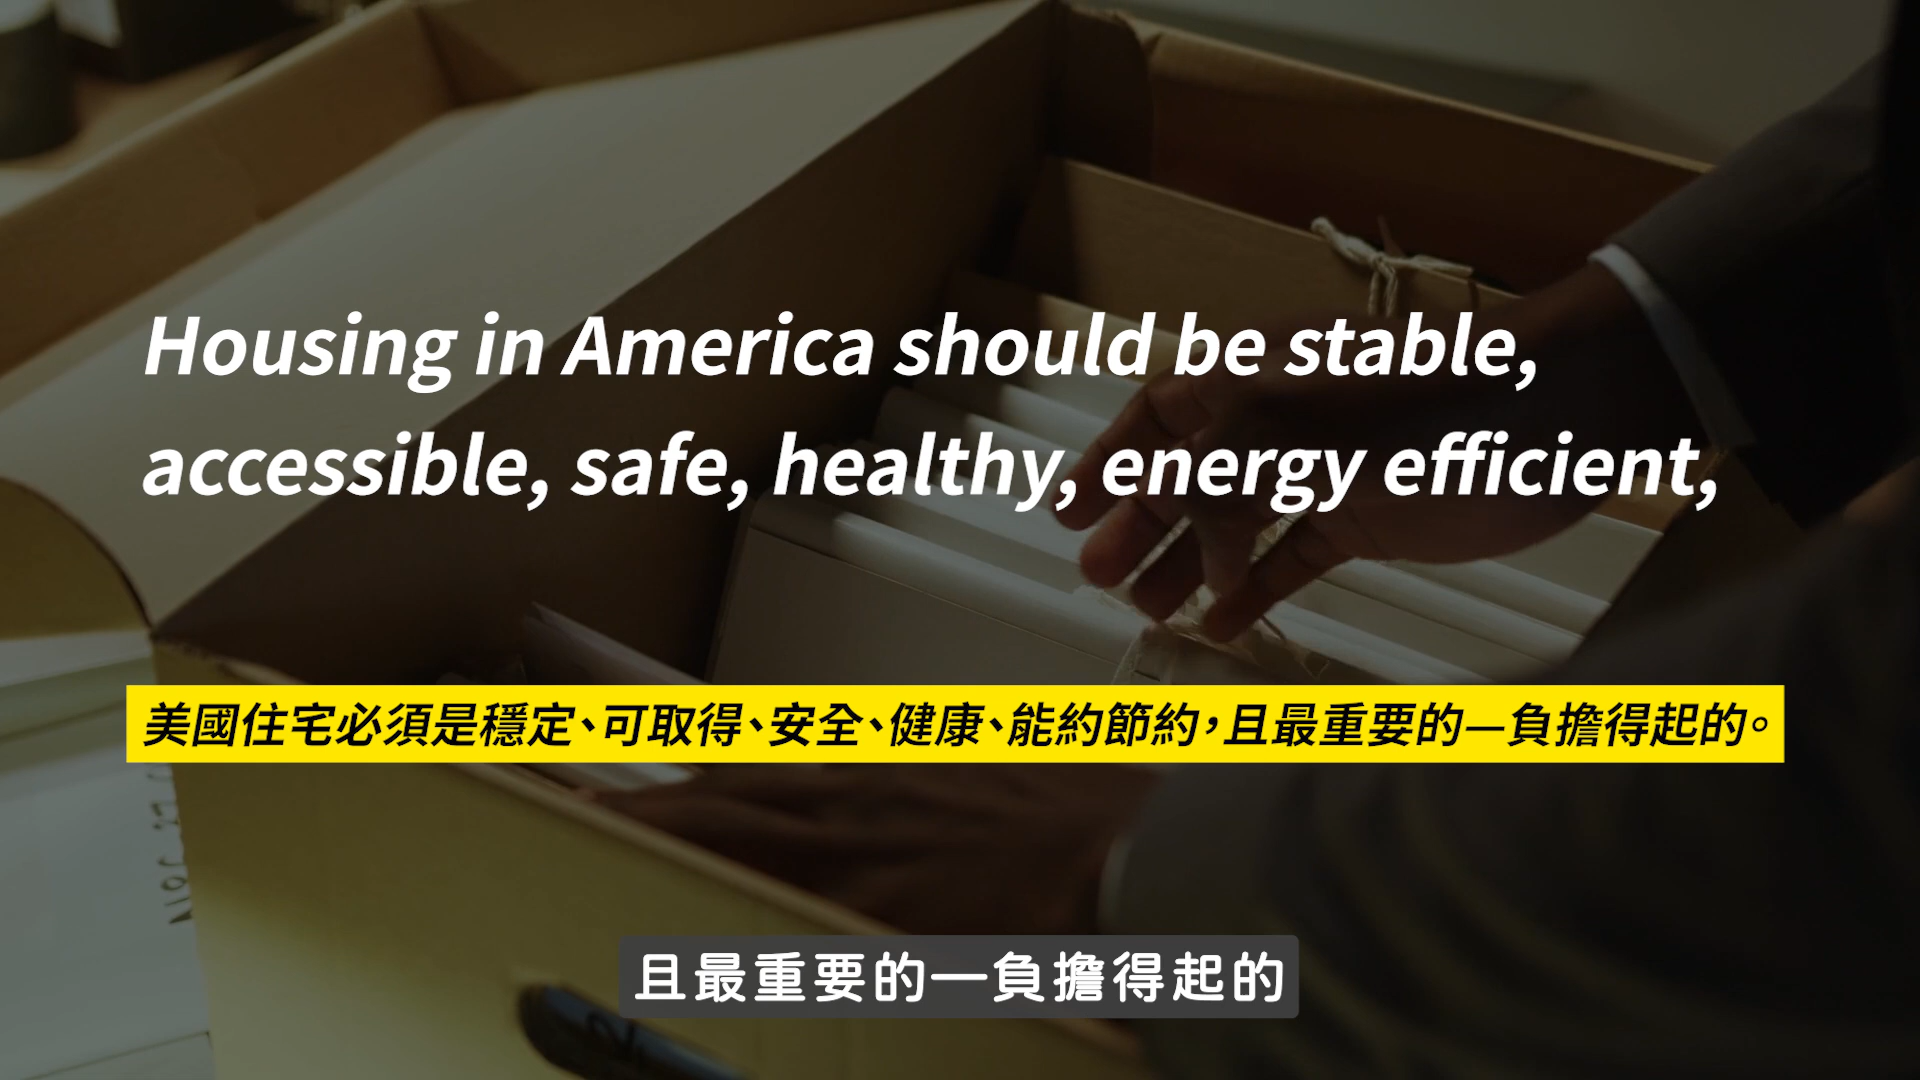 Housing in America should be stable,
accessible, safe, healthy, energy efficient,
美國住宅必須是穩定、可取得、安全、健康、能約節約，且最重要的—負擔得起的。
且最重要的—負擔得起的